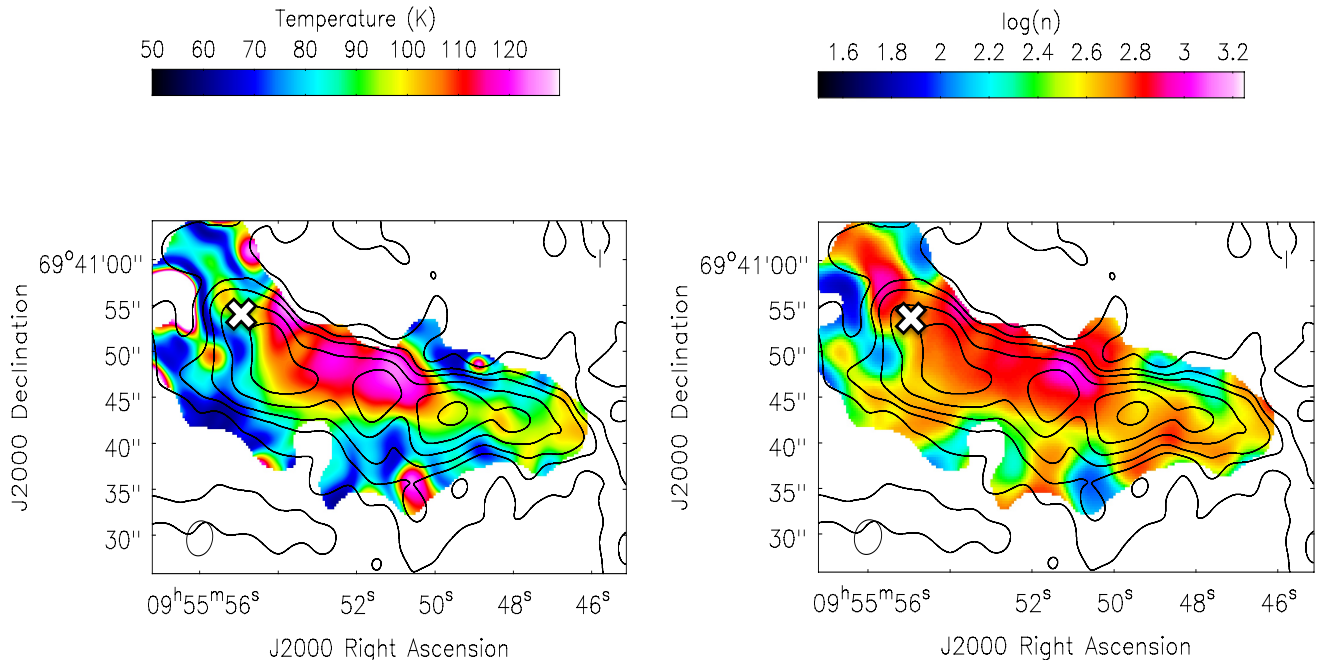 Temperature (K)
50 60 70 80 90 100 110 120
log(n)
1.6 1.8 2 2.2 2.4 2.6 2.8 3 3.2
J2000 Declination
69°41'00"
55"
50"
45"
40"
35"
30"
09ʰ55ᵐ56ˢ 52ˢ 50ˢ 48ˢ 46ˢ
J2000 Right Ascension
J2000 Declination
69°41'00"
55"
50"
45"
40"
35"
30"
09ʰ55ᵐ56ˢ 52ˢ 50ˢ 48ˢ 46ˢ
J2000 Right Ascension